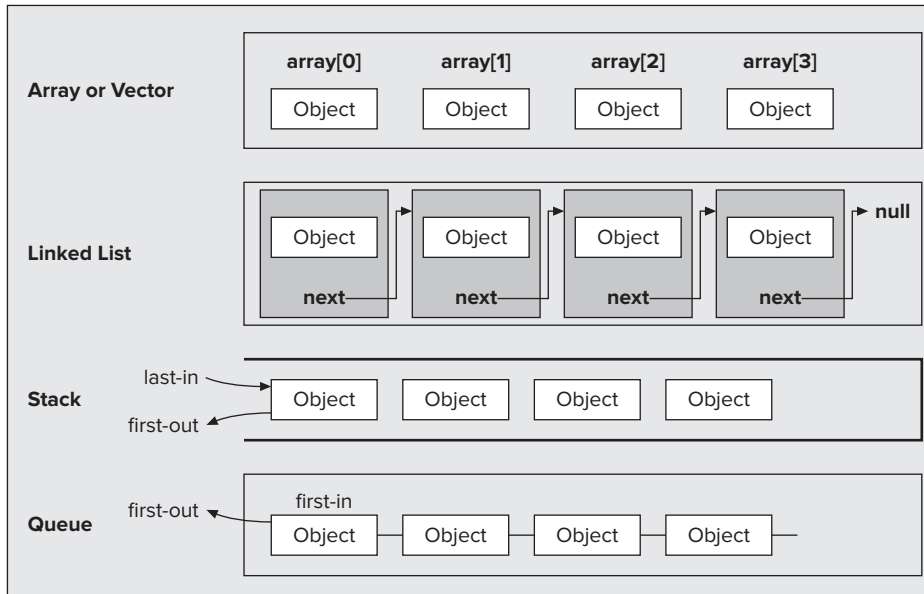 array[0] array[1] array[2] array[3]
Array or Vector
Object Object Object Object
null
Object Object Object Object
Linked List
next next next next
last-in
Stack
Object Object Object Object
first-out
first-in
first-out
Queue
Object Object Object Object